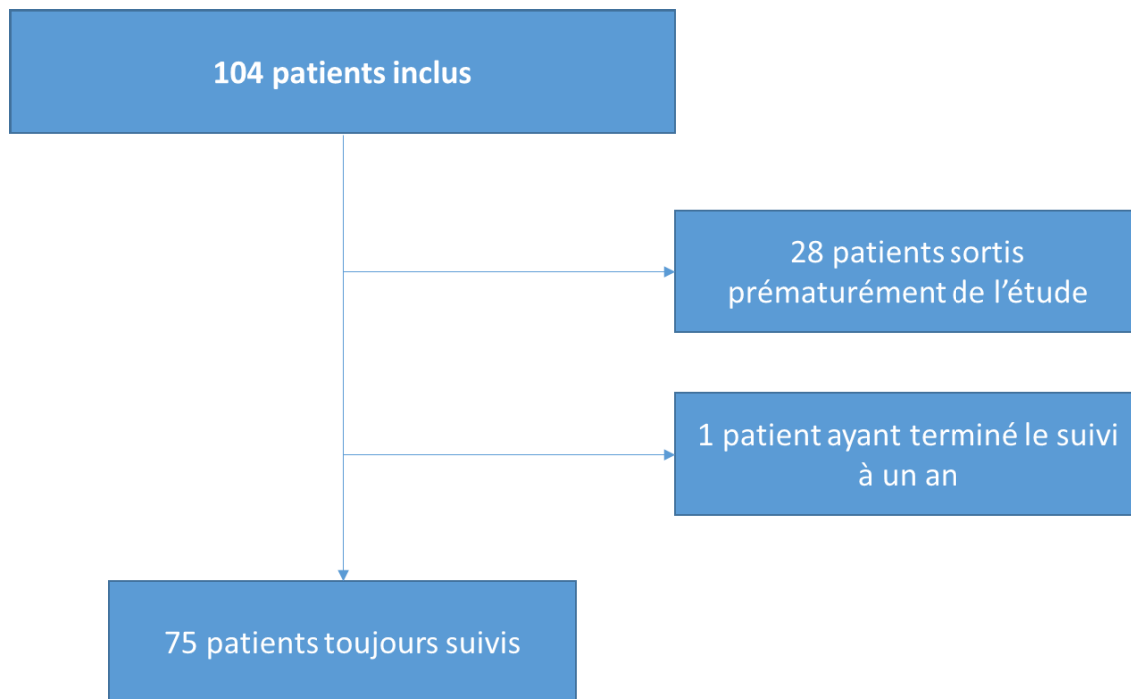 104 patients inclus
28 patients sortis
prématurément de l’étude
1 patient ayant terminé le suivi
à un an
75 patients toujours suivis